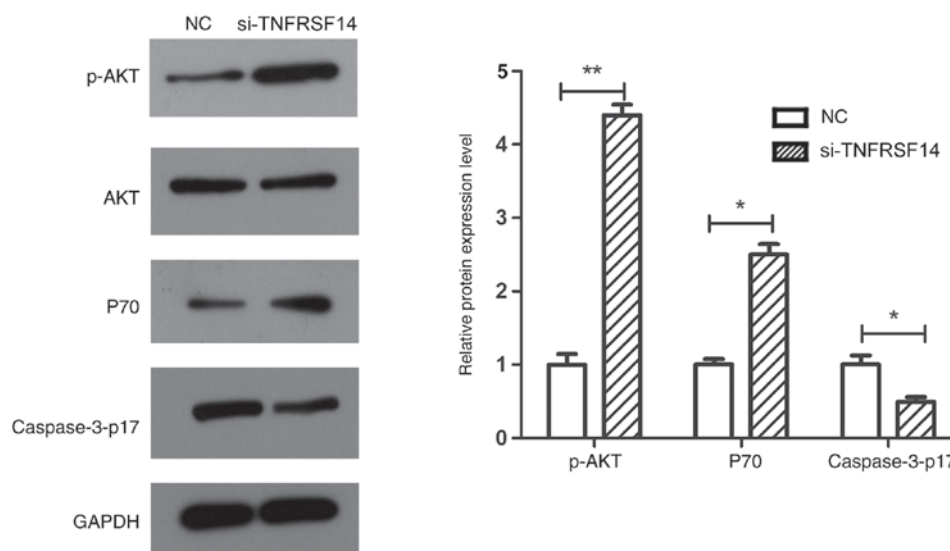 NC si-TNFRSF14
p-AKT
AKT
P70
Caspase-3-p17
GAPDH
Relative protein expression level
5
4
3
2
1
0
**
*
*
NC
si-TNFRSF14
p-AKT P70 Caspase-3-p17